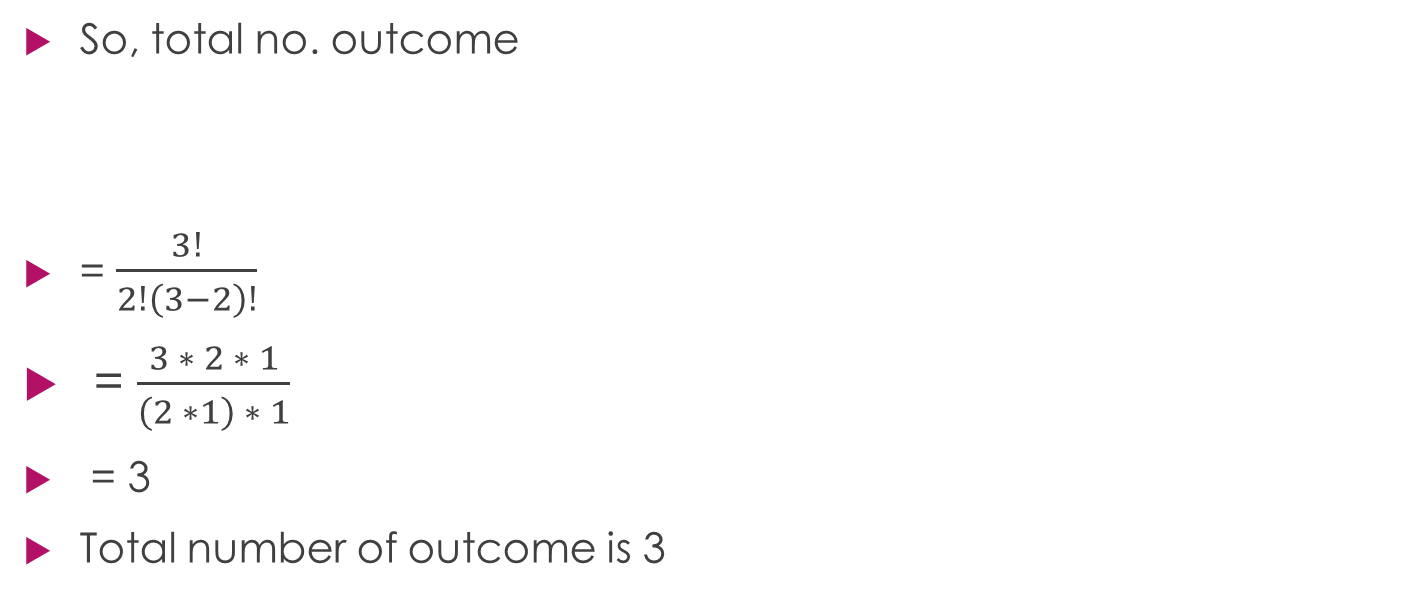 So, total no. outcome
= 3! / 2!(3−2)!
= 3 * 2 * 1 / (2 *1) * 1
= 3
Total number of outcome is 3